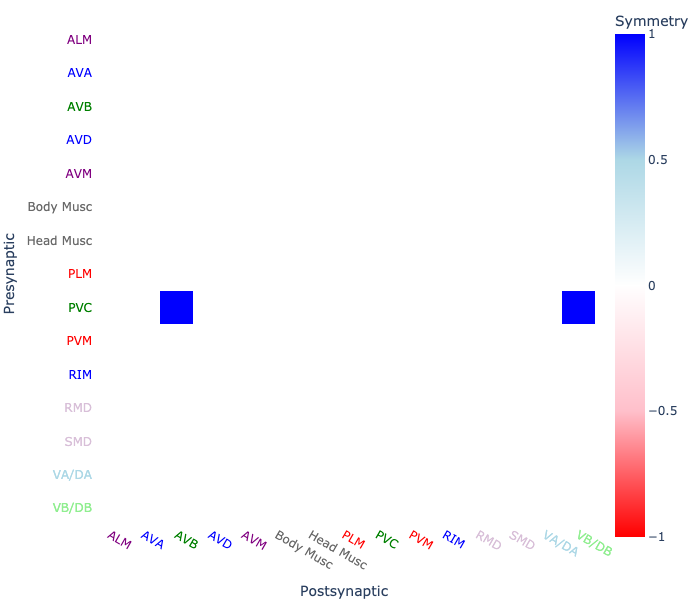 Symmetry
1
0.5
0
−0.5
−1
Presynaptic
ALM
AVA
AVB
AVD
AVM
Body Musc
Head Musc
PLM
PVC
PVM
RIM
RMD
SMD
VA/DA
VB/DB
ALM
AVA
AVB
AVD
AVM
Body Musc
Head Musc
PLM
PVC
PVM
RIM
RMD
SMD
VA/DA
VB/DB
Postsynaptic